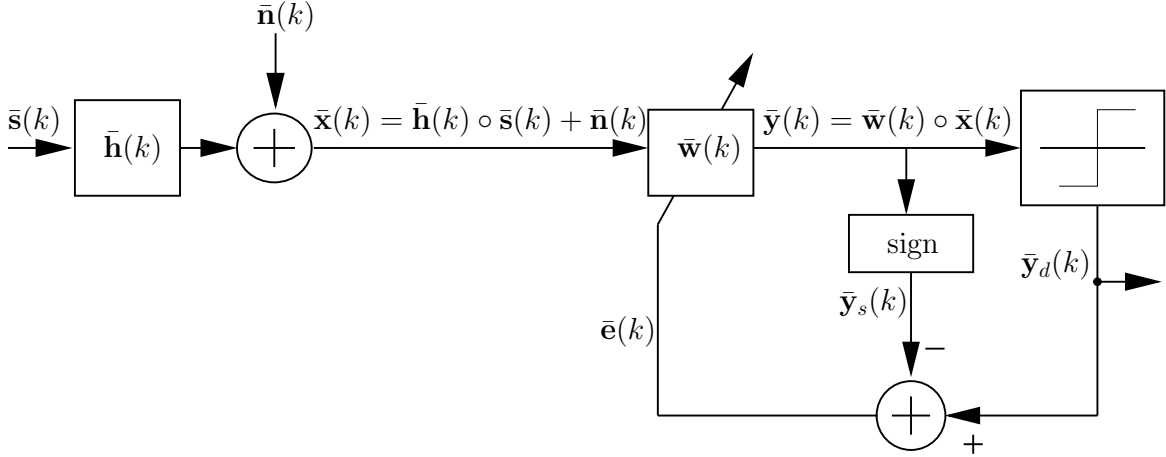 n̄(k)
s̄(k)
h̄(k)
x̄(k) = h̄(k) ∘ s̄(k) + n̄(k)
w̄(k)
ȳ(k) = w̄(k) ∘ x̄(k)
sign
ȳ_d(k)
ȳ_s(k)
ē(k)
−
+